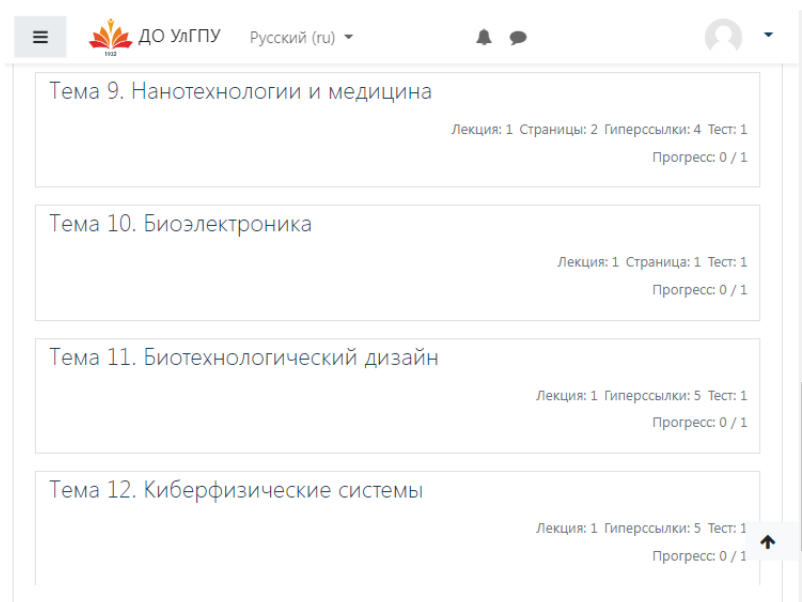 ДО УлГПУ Русский (ru)
1932
Тема 9. Нанотехнологии и медицина
Лекция: 1 Страницы: 2 Гиперссылки: 4 Тест: 1
Прогресс: 0 / 1
Тема 10. Биоэлектроника
Лекция: 1 Страница: 1 Тест: 1
Прогресс: 0 / 1
Тема 11. Биотехнологический дизайн
Лекция: 1 Гиперссылки: 5 Тест: 1
Прогресс: 0 / 1
Тема 12. Киберфизические системы
Лекция: 1 Гиперссылки: 5 Тест: 1
Прогресс: 0 / 1